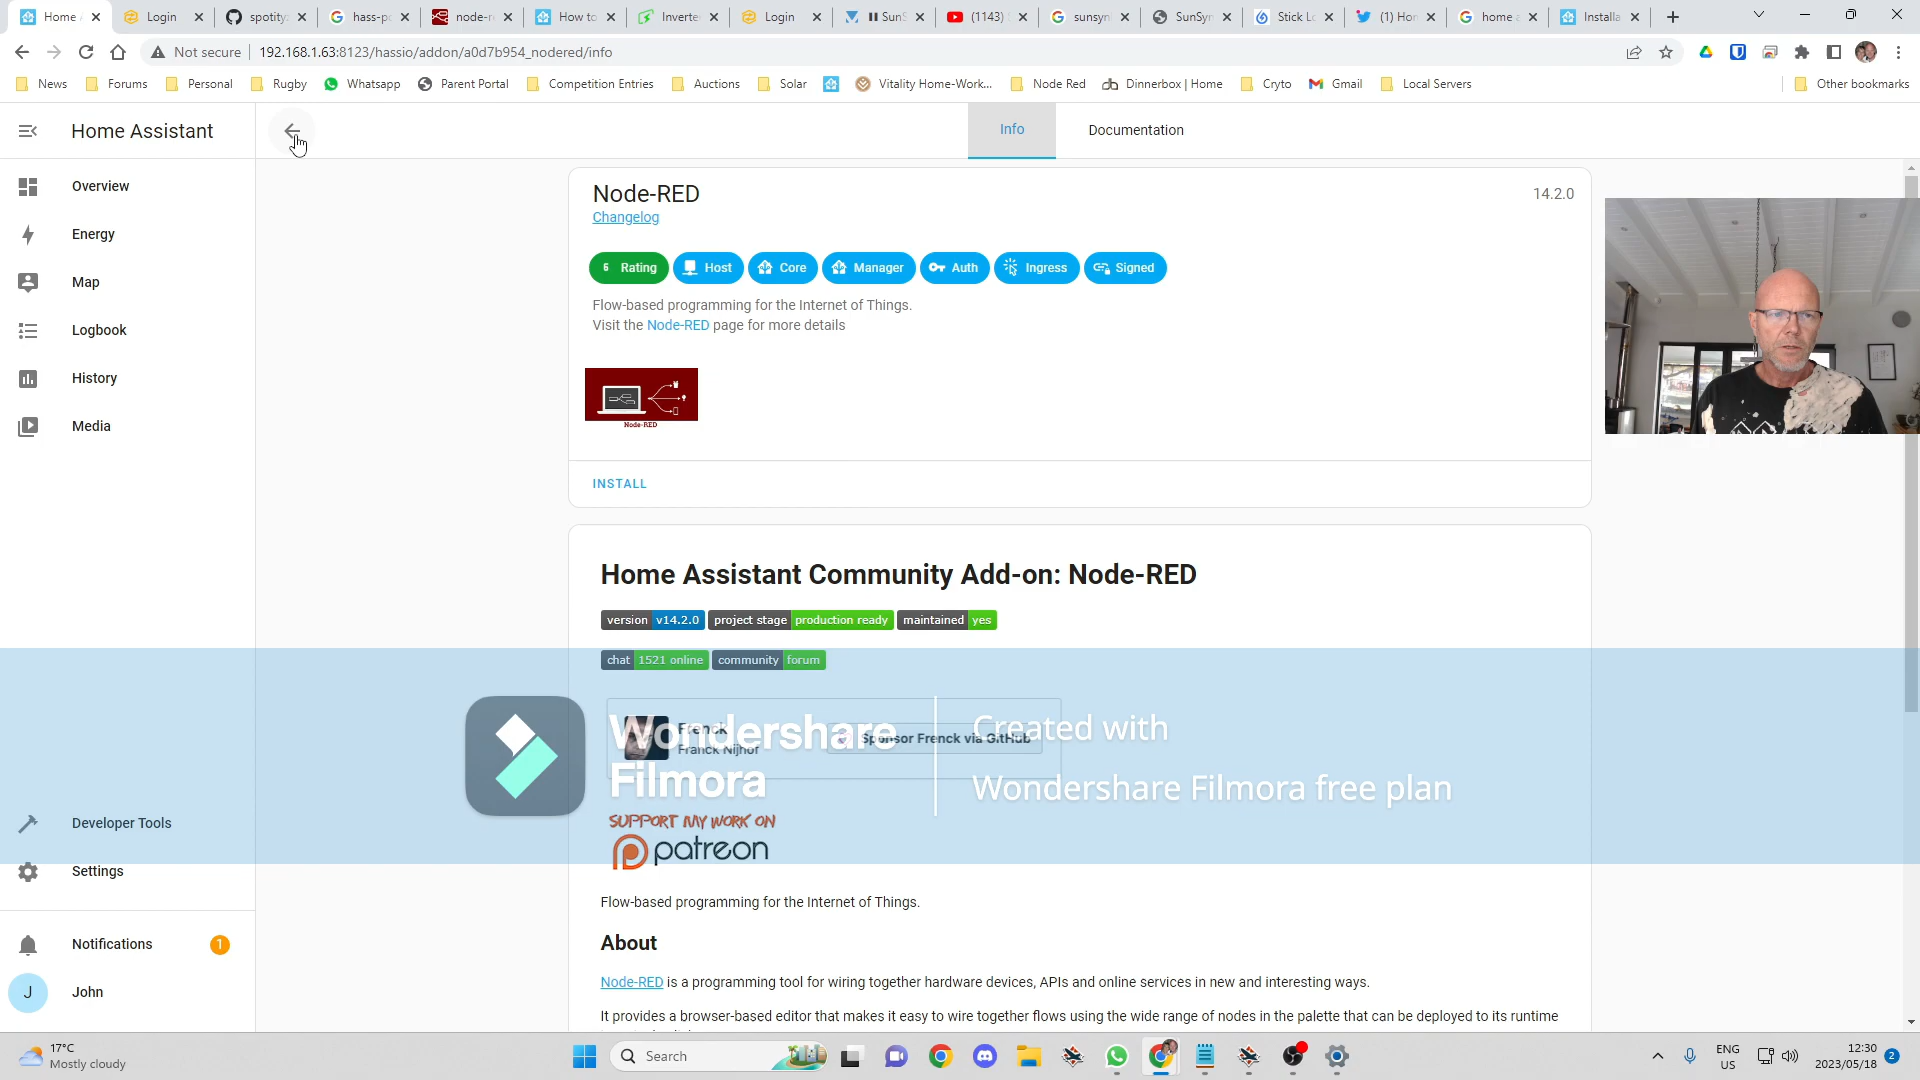 Home A
Login
spotity
hass-po
node-r
How to
Inverte
Login
SunS
(1143)
sunsyn
SunSyn
Stick Lo
(1) Hon
home a
Installa
Not secure
192.168.1.63:8123/hassio/addon/a0d7b954_nodered/info
News
Forums
Personal
Rugby
Whatsapp
Parent Portal
Competition Entries
Auctions
Solar
Vitality Home-Work...
Node Red
Dinnerbox | Home
Cryto
Gmail
Local Servers
Other bookmarks
Home Assistant
Info
Documentation
Overview
Energy
Map
Logbook
History
Media
Developer Tools
Settings
Notifications
1
J
John
Node-RED
14.2.0
Changelog
5 Rating
Host
Core
Manager
Auth
Ingress
Signed
Flow-based programming for the Internet of Things.
Visit the Node-RED page for more details
Node-RED
INSTALL
Home Assistant Community Add-on: Node-RED
version v14.2.0
project stage production ready
maintained yes
chat 1521 online
community forum
Frenck
Franck Nijhof
Sponsor Frenck via GitHub
Wondershare
Filmora
Created with
Wondershare Filmora free plan
SUPPORT MY WORK ON
patreon
Flow-based programming for the Internet of Things.
About
Node-RED is a programming tool for wiring together hardware devices, APIs and online services in new and interesting ways.
It provides a browser-based editor that makes it easy to wire together flows using the wide range of nodes in the palette that can be deployed to its runtime
17°C
Mostly cloudy
Search
ENG
US
12:30
2023/05/18
2